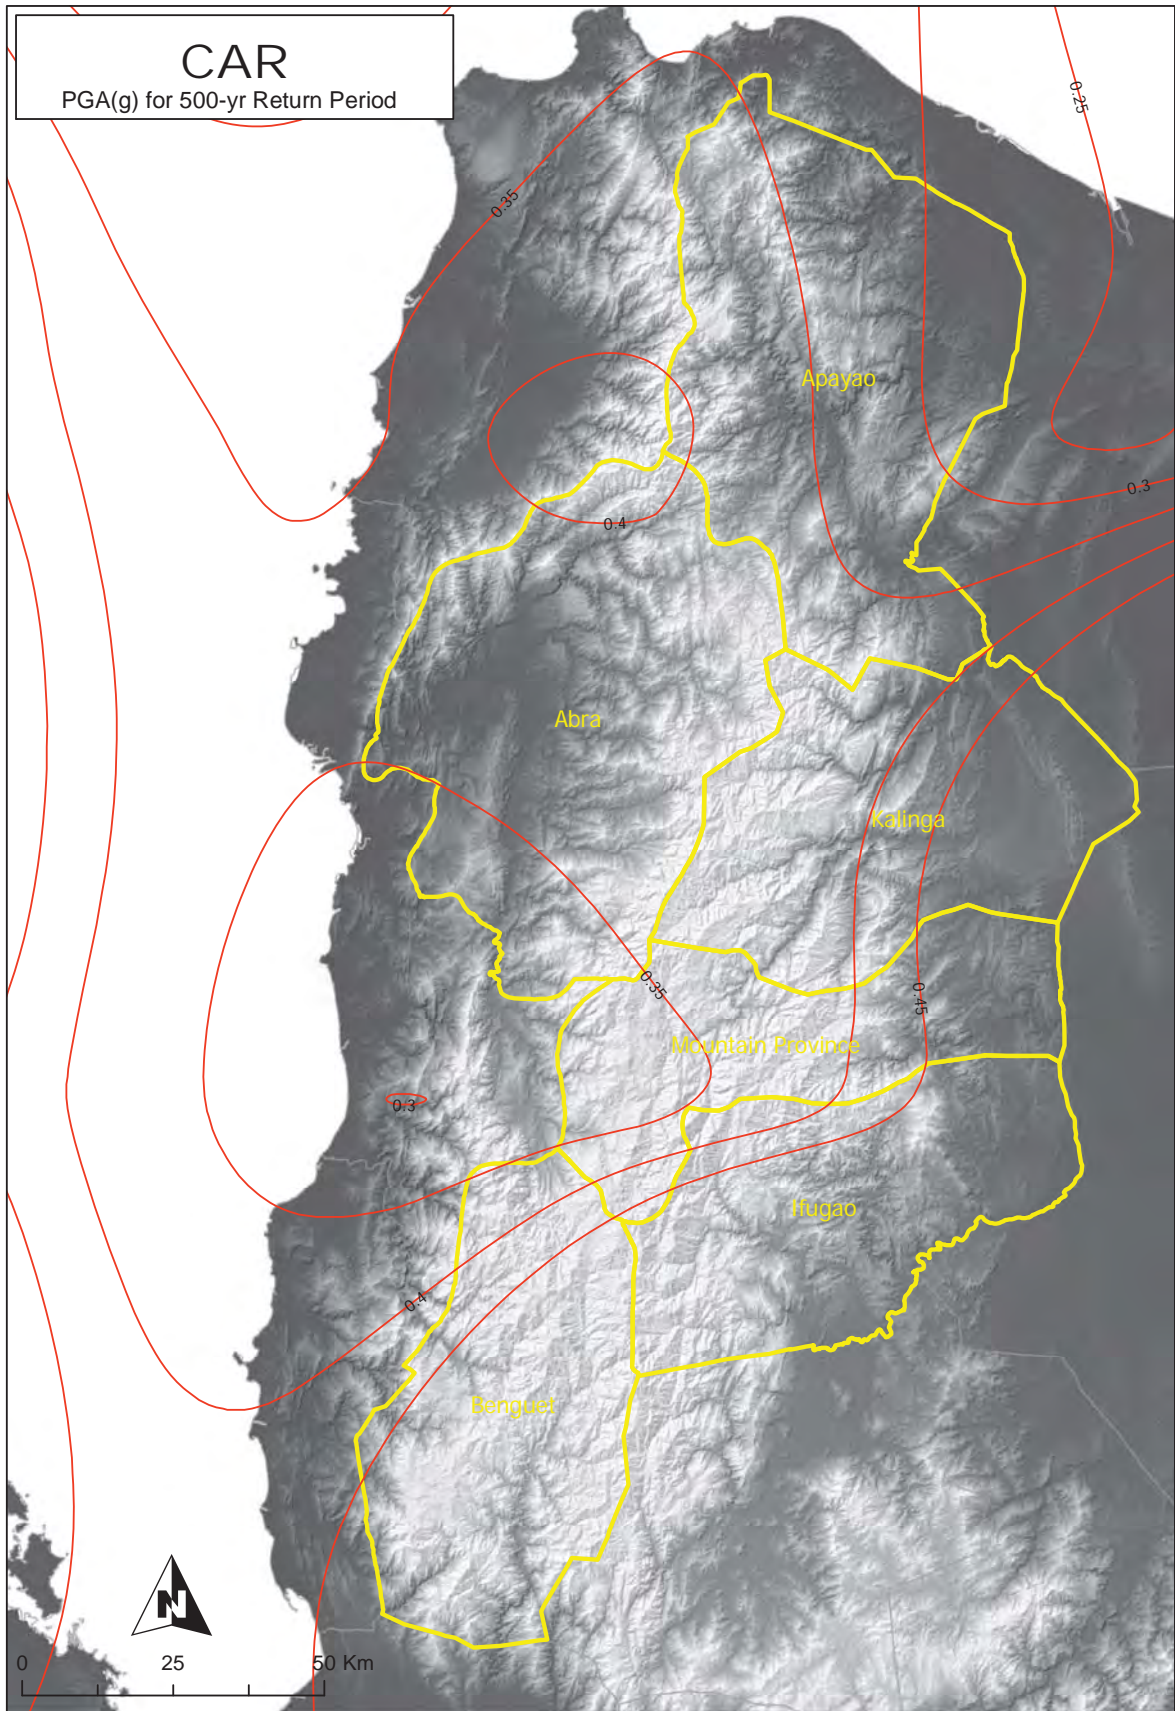 CAR
PGA(g) for 500-yr Return Period
0.25
0.35
Apayao
0.3
0.4
Abra
Kalinga
0.35
0.45
Mountain Province
0.3
Ifugao
0.4
Benguet
N
0 25 50 Km